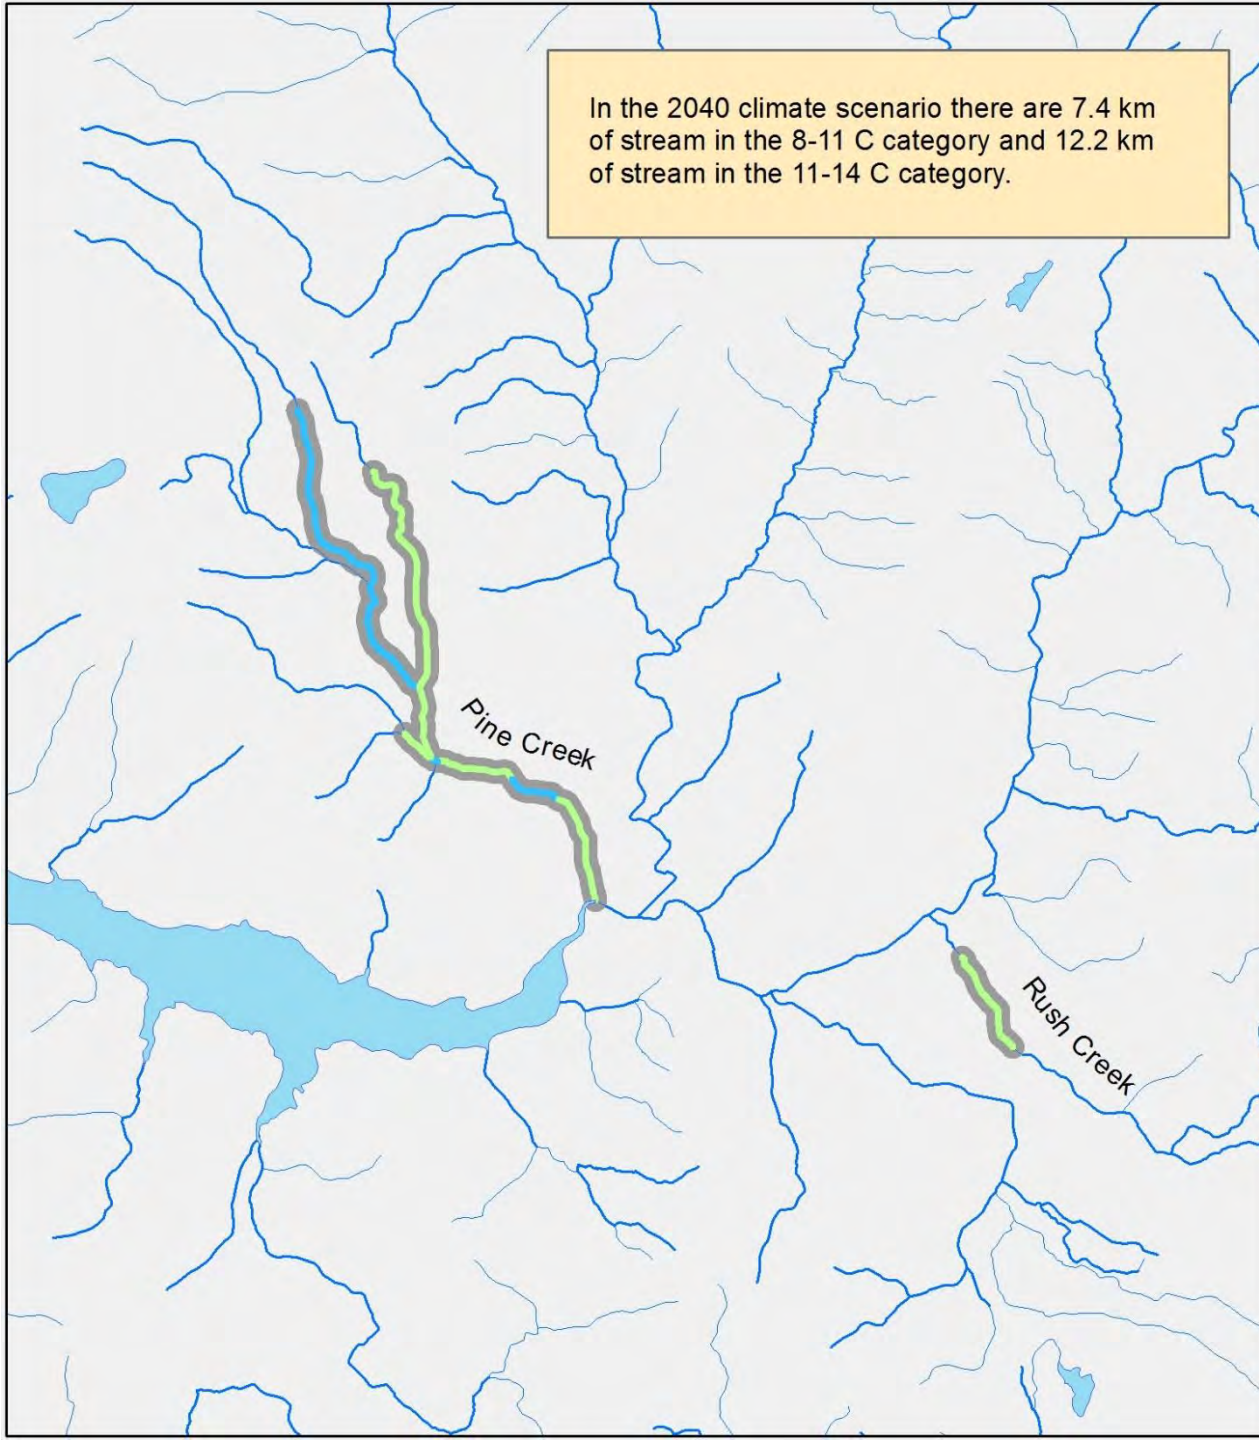 In the 2040 climate scenario there are 7.4 km
of stream in the 8-11 C category and 12.2 km
of stream in the 11-14 C category.
Pine Creek
Rush Creek